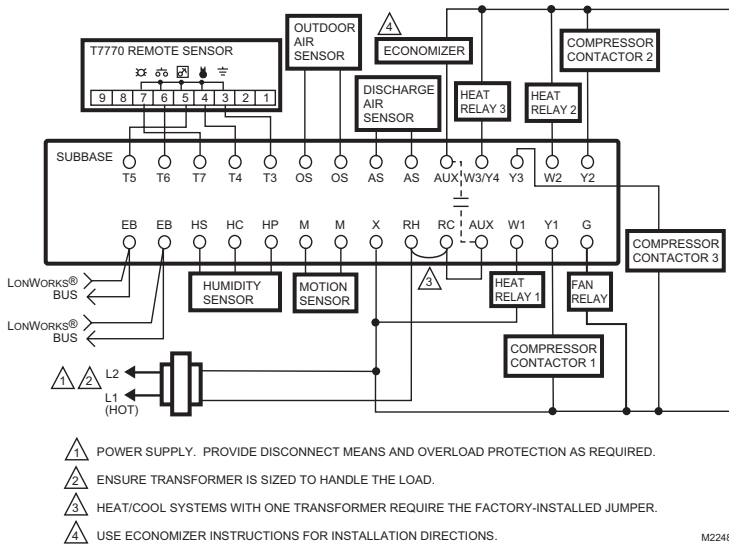 4
OUTDOOR
AIR
SENSOR
ECONOMIZER
COMPRESSOR
CONTACTOR 2
T7770 REMOTE SENSOR
9 8 7 6 5 4 3 2 1
DISCHARGE
AIR
SENSOR
HEAT
RELAY 3
HEAT
RELAY 2
SUBBASE
T5 T6 T7 T4 T3 OS OS AS AS AUX W3/Y4 Y3 W2 Y2
EB EB HS HC HP M M X RH RC AUX W1 Y1 G
COMPRESSOR
CONTACTOR 3
LONWORKS®
BUS
LONWORKS®
BUS
HUMIDITY
SENSOR
MOTION
SENSOR
3
HEAT
RELAY 1
FAN
RELAY
COMPRESSOR
CONTACTOR 1
1 2 L2
L1
(HOT)
1 POWER SUPPLY. PROVIDE DISCONNECT MEANS AND OVERLOAD PROTECTION AS REQUIRED.
2 ENSURE TRANSFORMER IS SIZED TO HANDLE THE LOAD.
3 HEAT/COOL SYSTEMS WITH ONE TRANSFORMER REQUIRE THE FACTORY-INSTALLED JUMPER.
4 USE ECONOMIZER INSTRUCTIONS FOR INSTALLATION DIRECTIONS.